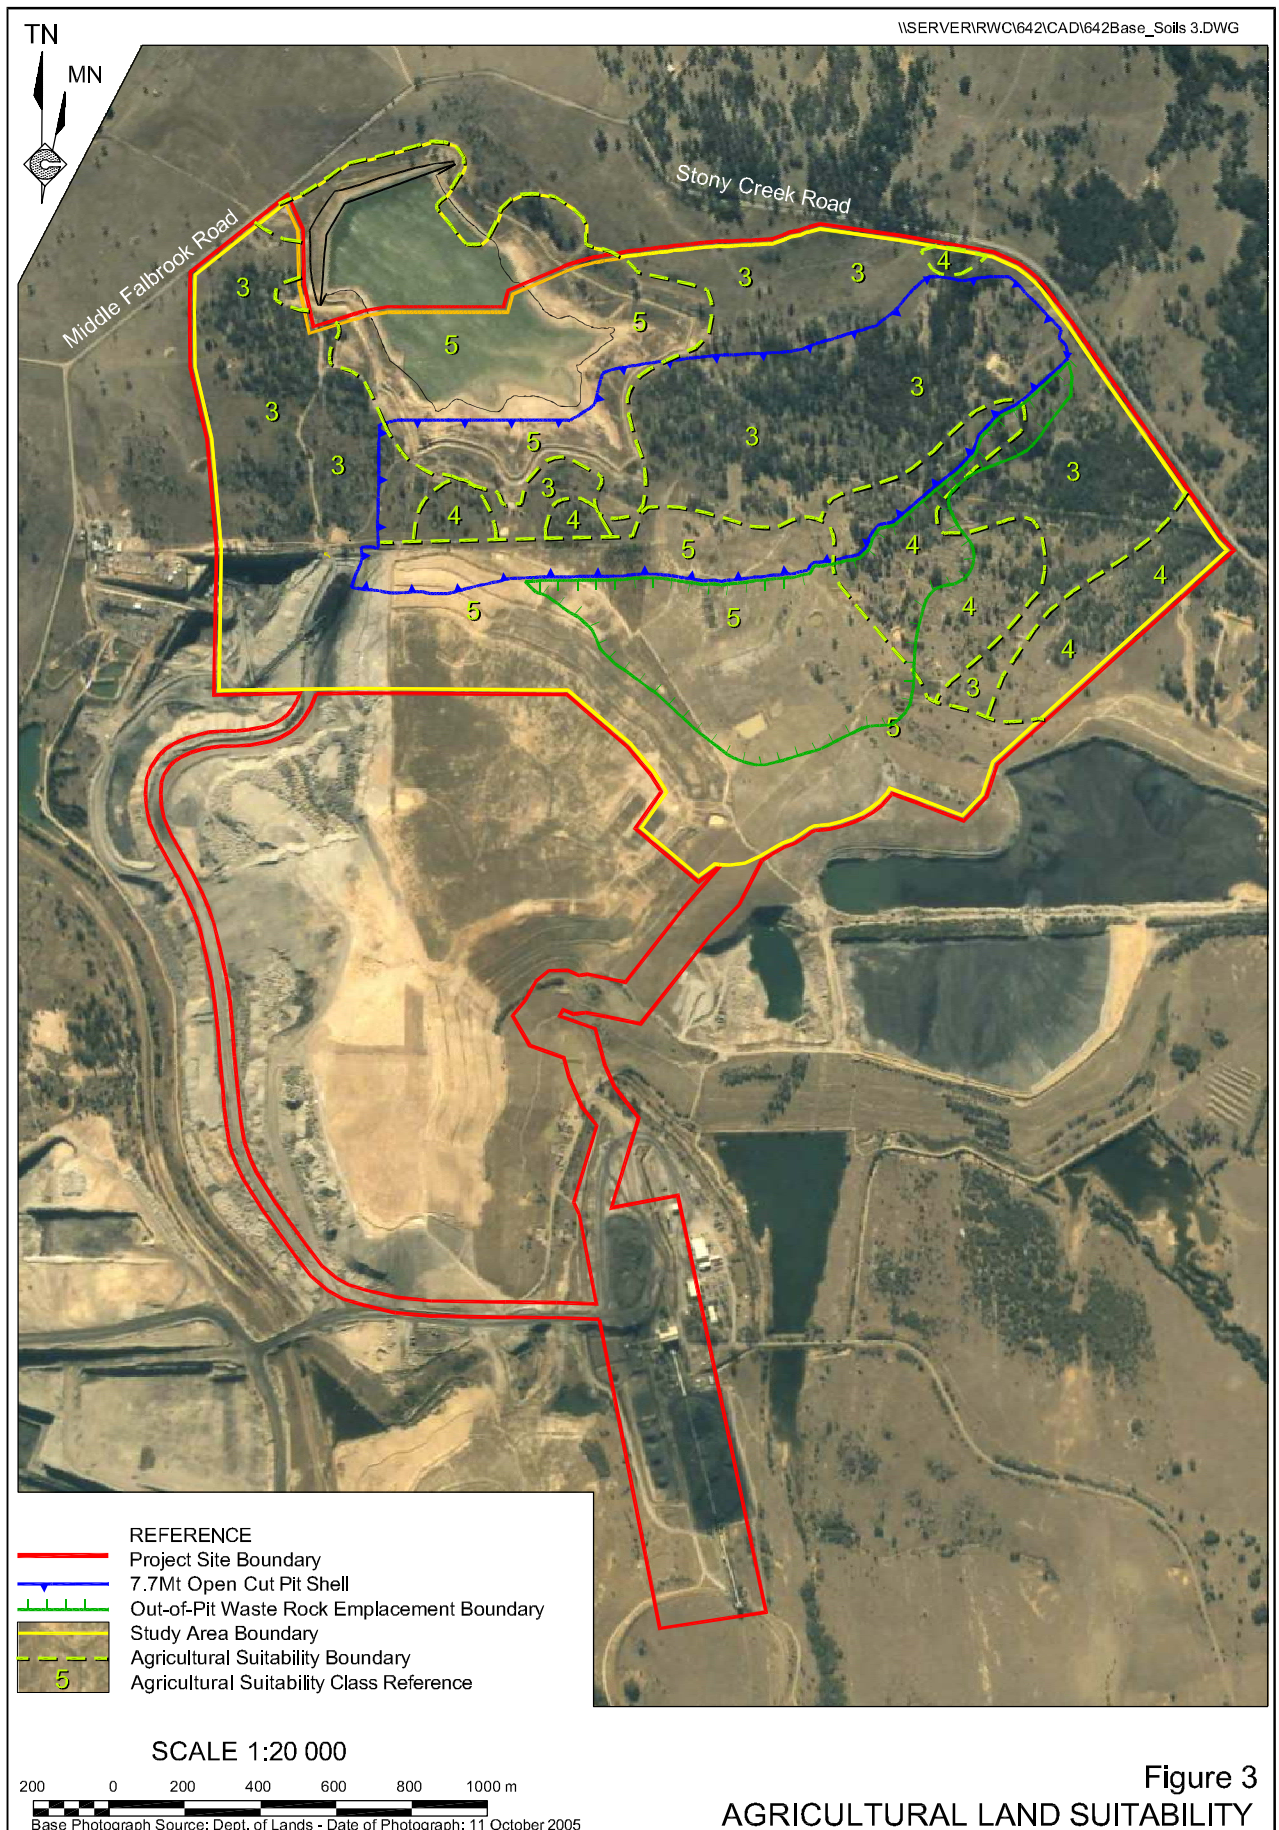 \\SERVER\RWC\642\CAD\642Base_Soils 3.DWG
TN
MN
Stony Creek Road
Middle Falbrook Road
4
3
3
3
5
5
3
3
3
5
3
3
3
3
4
4
5
4
4
5
5
4
4
3
5
REFERENCE
Project Site Boundary
7.7Mt Open Cut Pit Shell
Out-of-Pit Waste Rock Emplacement Boundary
Study Area Boundary
Agricultural Suitability Boundary
5
Agricultural Suitability Class Reference
SCALE 1:20 000
200 0 200 400 600 800 1000 m
Base Photograph Source: Dept. of Lands - Date of Photograph: 11 October 2005
Figure 3
AGRICULTURAL LAND SUITABILITY